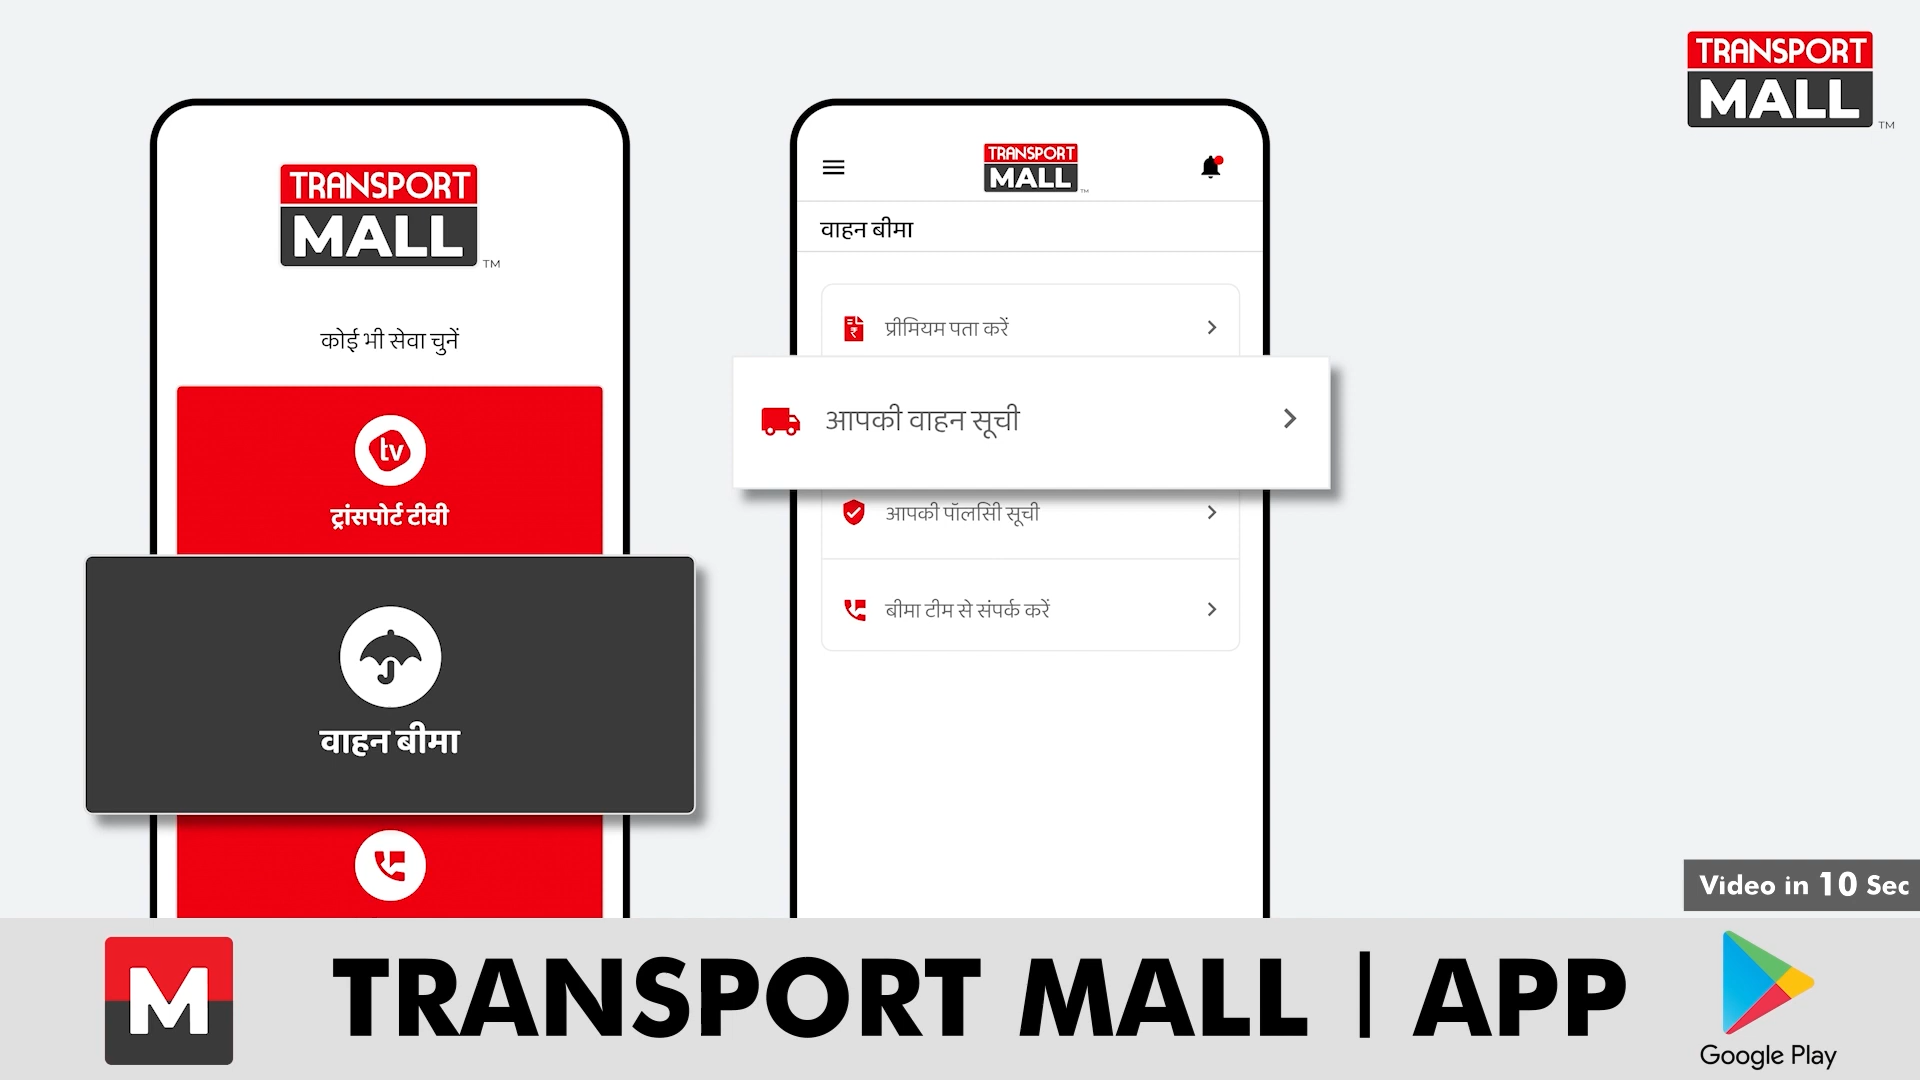 TRANSPORT
MALL
TM
TRANSPORT
MALL
TM
कोई भी सेवा चुनें
tv
ट्रांसपोर्ट टीवी
वाहन बीमा
TRANSPORT
MALL
TM
वाहन बीमा
₹
प्रीमियम पता करें
आपकी वाहन सूची
आपकी पॉलसिी सूची
बीमा टीम से संपर्क करें
Video in 10 Sec
M
TRANSPORT MALL | APP
Google Play